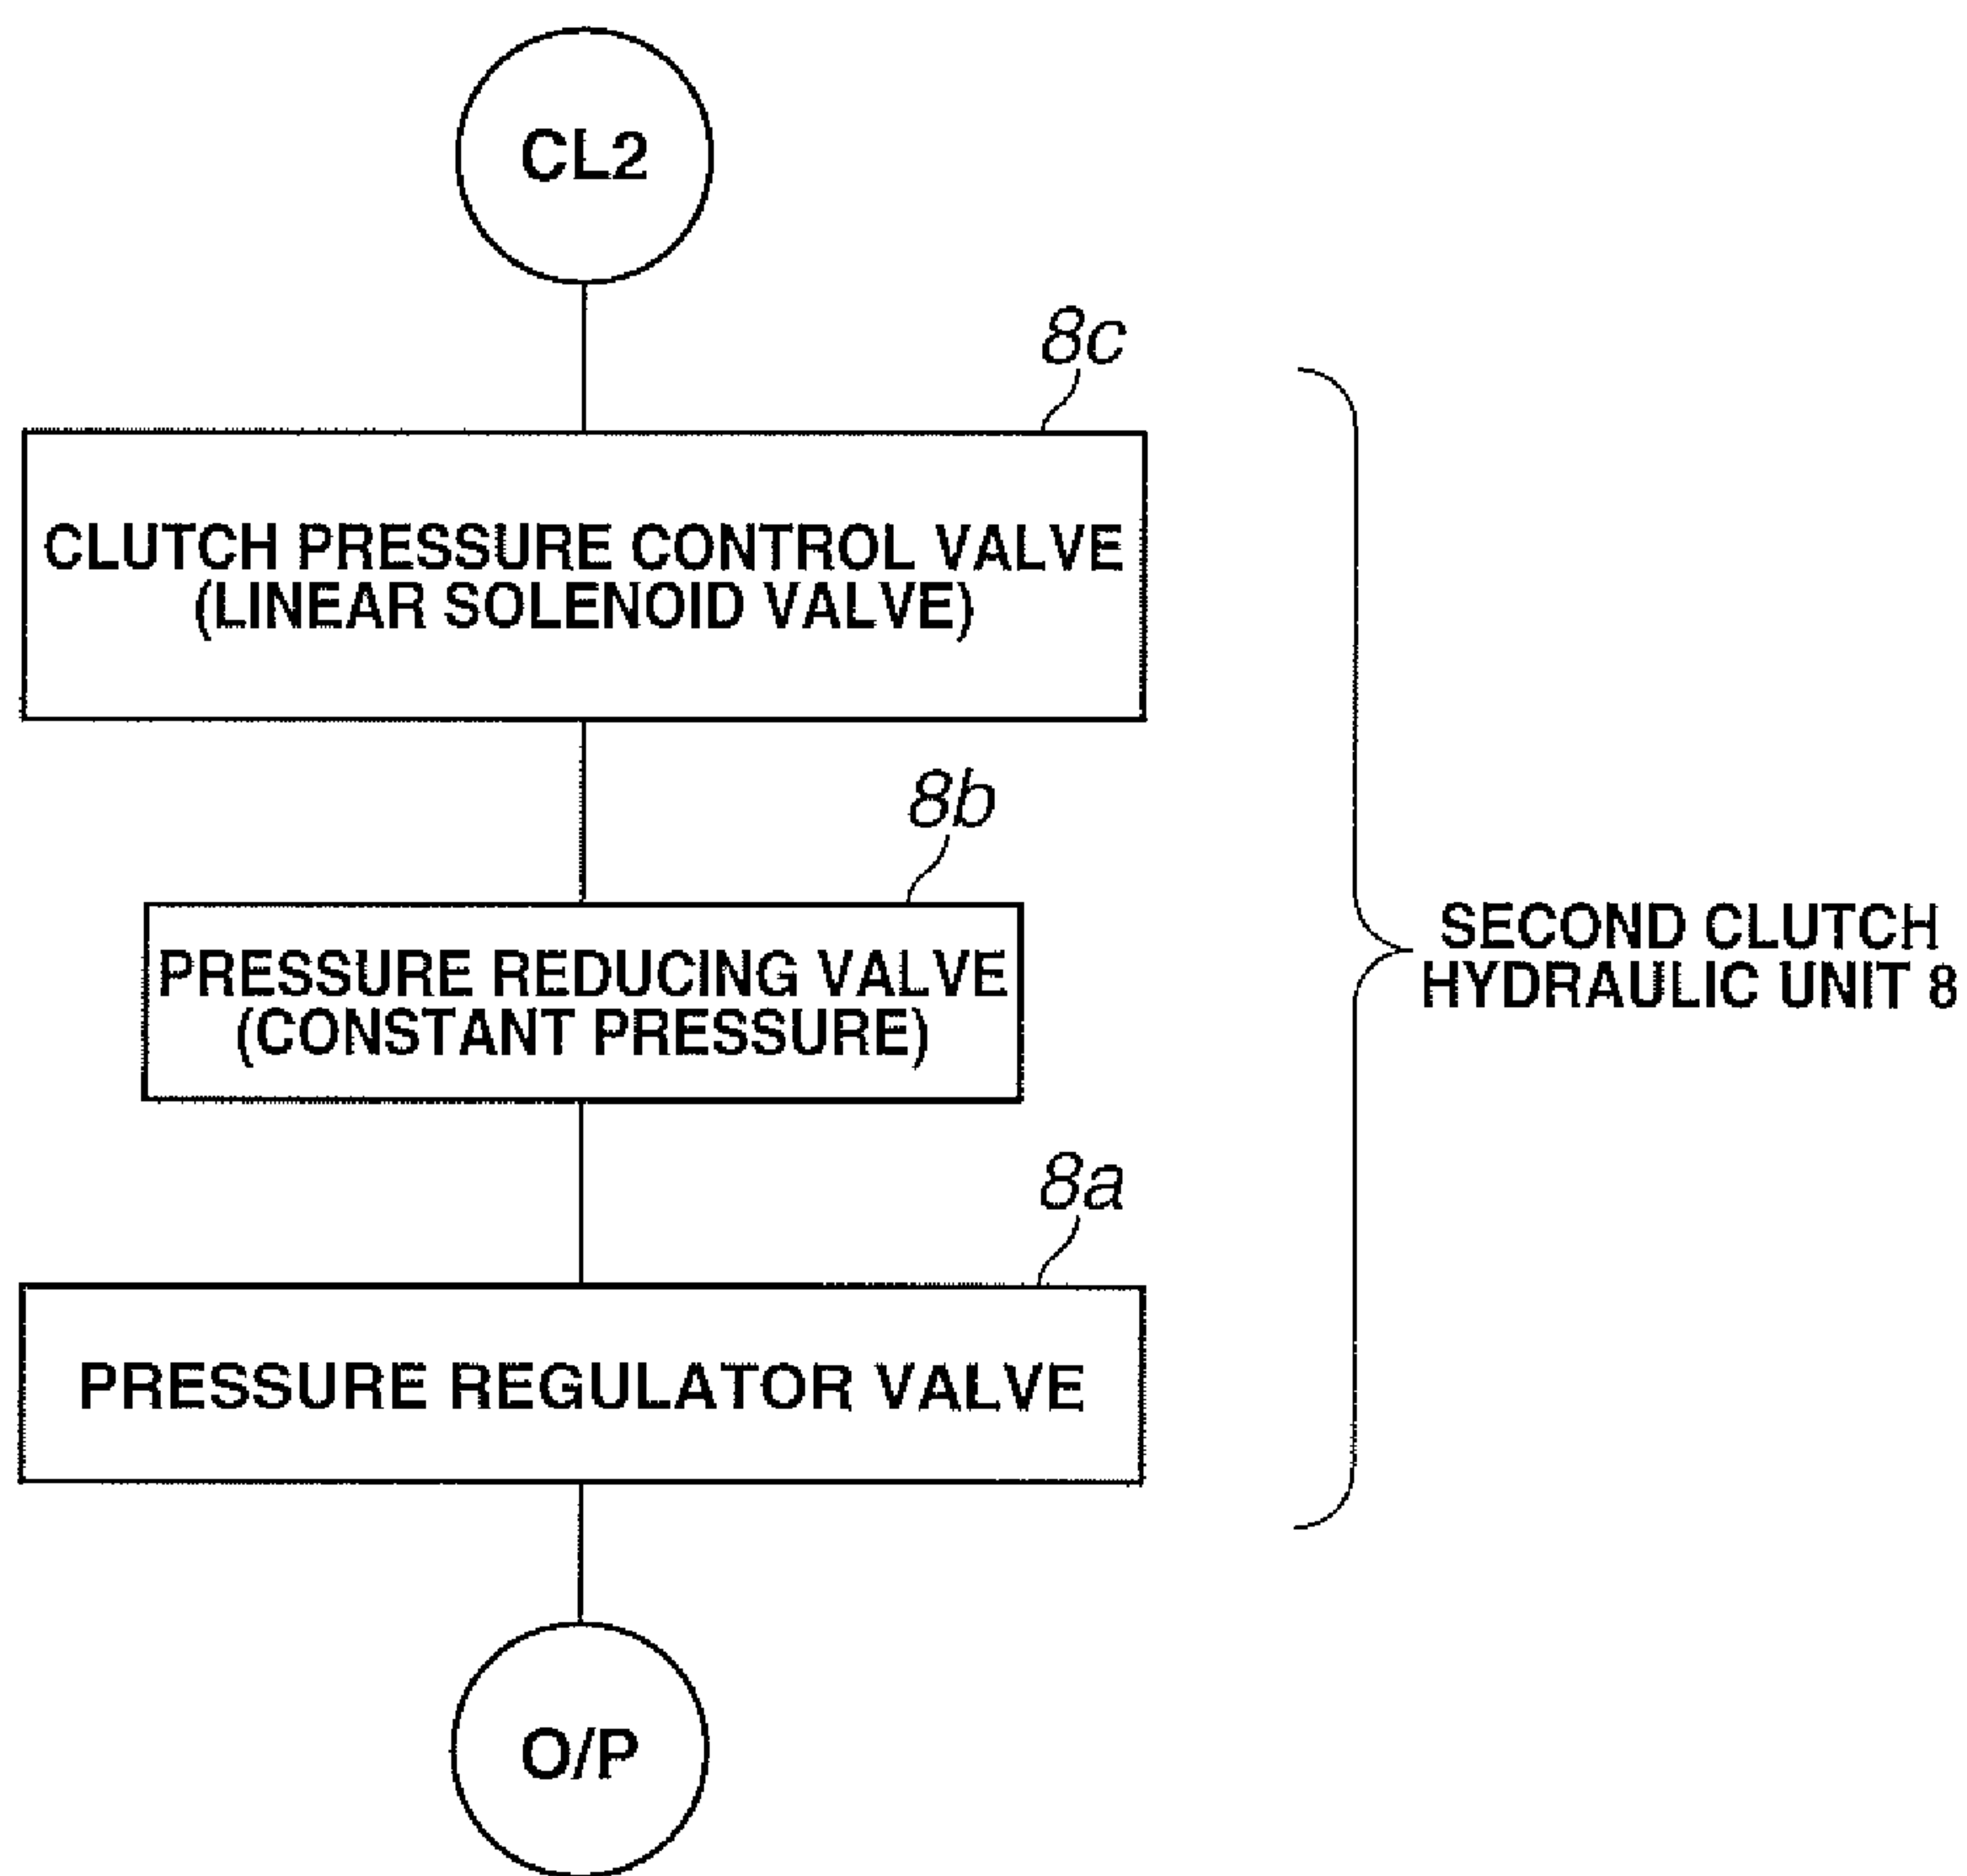 CL2
8c
CLUTCH PRESSURE CONTROL VALVE
(LINEAR SOLENOID VALVE)
8b
PRESSURE REDUCING VALVE
(CONSTANT PRESSURE)
SECOND CLUTCH
HYDRAULIC UNIT 8
8a
PRESSURE REGULATOR VALVE
O/P